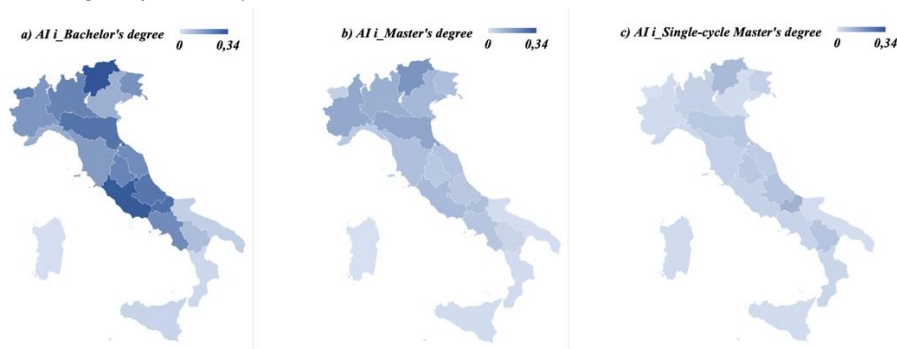 a) AI i_Bachelor's degree
0 0,34
b) AI i_Master's degree
0 0,34
c) AI i_Single-cycle Master's degree
0 0,34